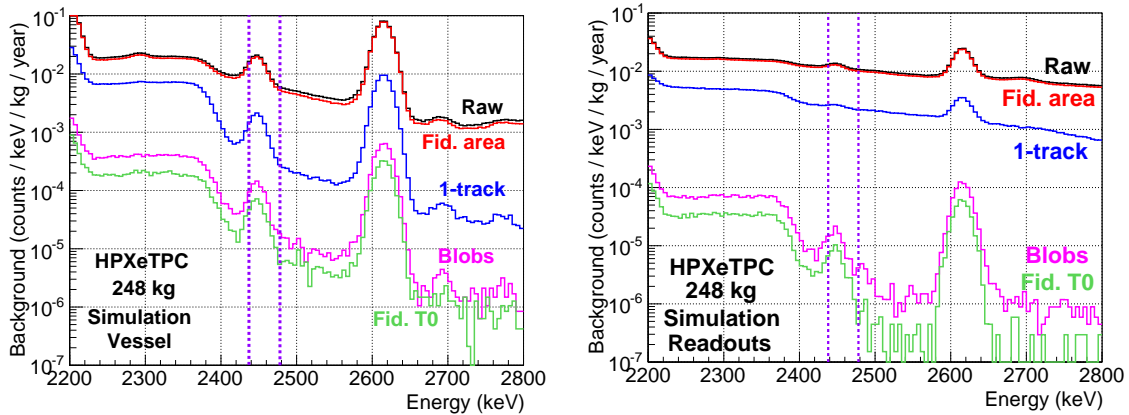 Background (counts / keV / kg / year)
10⁻¹
10⁻²
10⁻³
10⁻⁴
10⁻⁵
10⁻⁶
10⁻⁷
Raw
Fid. area
1-track
Blobs
Fid. T0
HPXeTPC
248 kg
Simulation
Vessel
2200 2300 2400 2500 2600 2700 2800
Energy (keV)
Background (counts / keV / kg / year)
10⁻¹
10⁻²
10⁻³
10⁻⁴
10⁻⁵
10⁻⁶
10⁻⁷
Raw
Fid. area
1-track
Blobs
Fid. T0
HPXeTPC
248 kg
Simulation
Readouts
2200 2300 2400 2500 2600 2700 2800
Energy (keV)